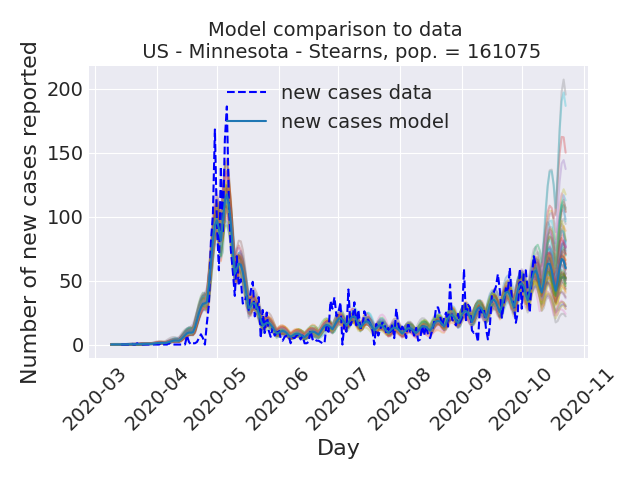 Model comparison to data
US - Minnesota - Stearns, pop. = 161075
new cases data
new cases model
Number of new cases reported
200
150
100
50
0
2020-03
2020-04
2020-05
2020-06
2020-07
2020-08
2020-09
2020-10
2020-11
Day